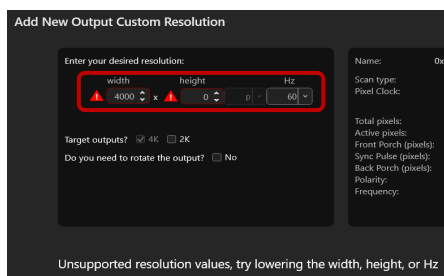 Add New Output Custom Resolution
Enter your desired resolution:
width height Hz
4000 x 0 p 60
Target outputs? 4K 2K
Do you need to rotate the output? No
Name: 0x
Scan type:
Pixel Clock:
Total pixels:
Active pixels:
Front Porch (pixels):
Sync Pulse (pixels):
Back Porch (pixels):
Polarity:
Frequency:
Unsupported resolution values, try lowering the width, height, or Hz